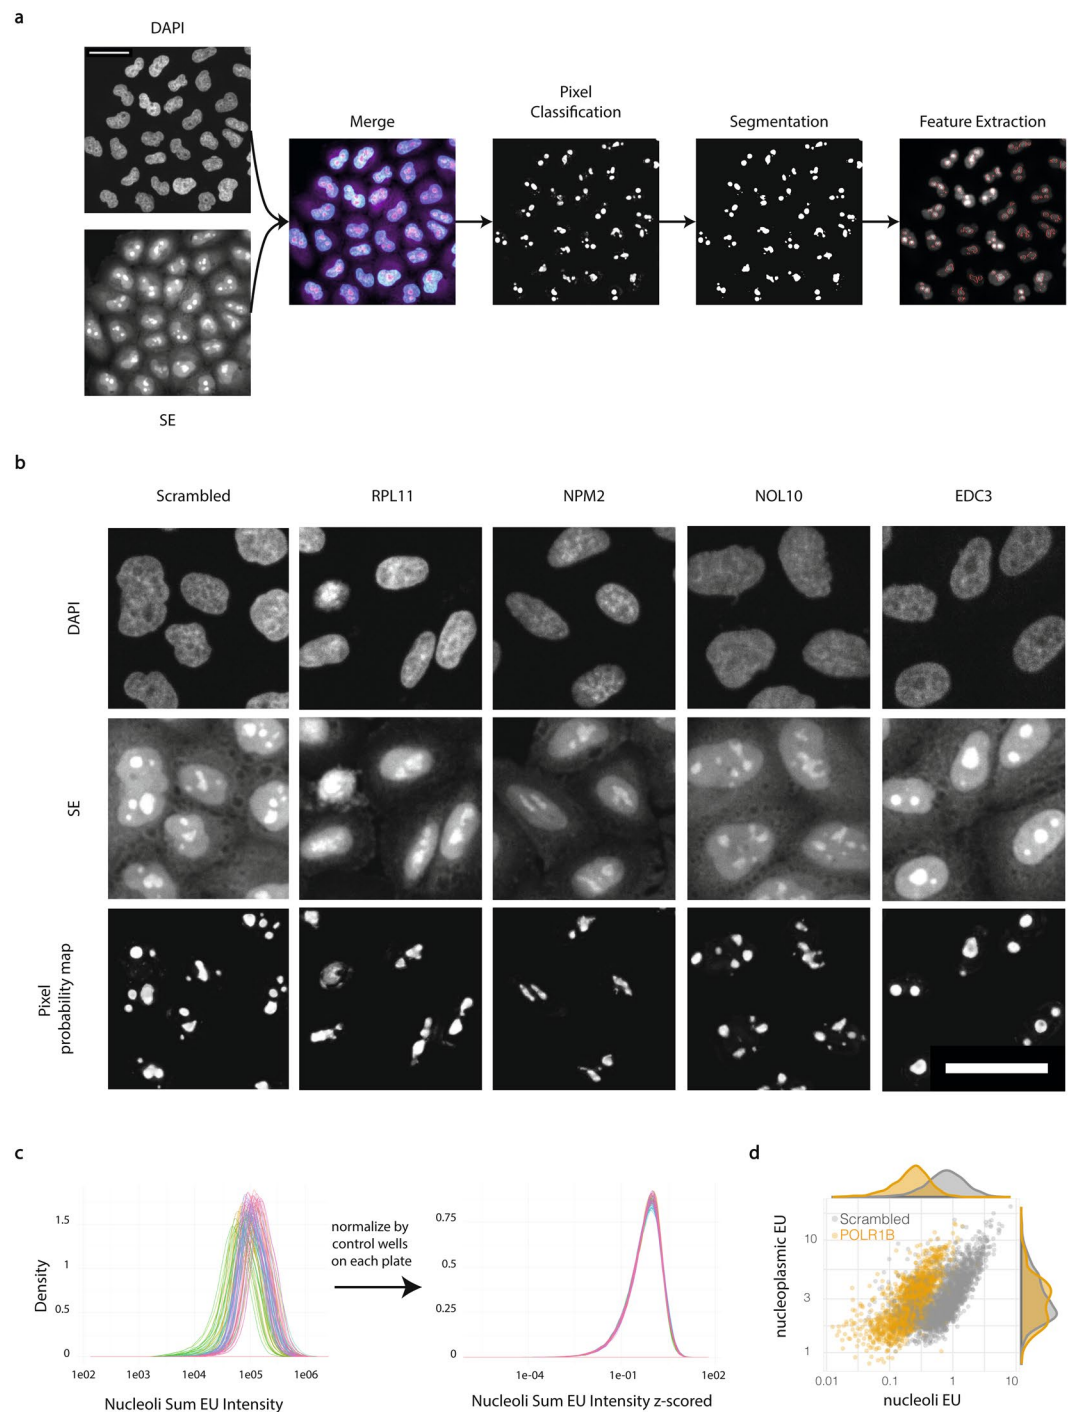 a
DAPI
SE
Merge
Pixel
Classification
Segmentation
Feature Extraction
b
Scrambled
RPL11
NPM2
NOL10
EDC3
DAPI
SE
Pixel
probability map
c
Density
1.5
1
0.5
0
1e02
1e03
1e04
1e05
1e06
Nucleoli Sum EU Intensity
normalize by
control wells
on each plate
0.75
0.5
0.25
0
1e-04
1e-01
1e02
Nucleoli Sum EU Intensity z-scored
d
Scrambled
POLR1B
nucleoplasmic EU
10
3
1
0.01
0.1
1
10
nucleoli EU